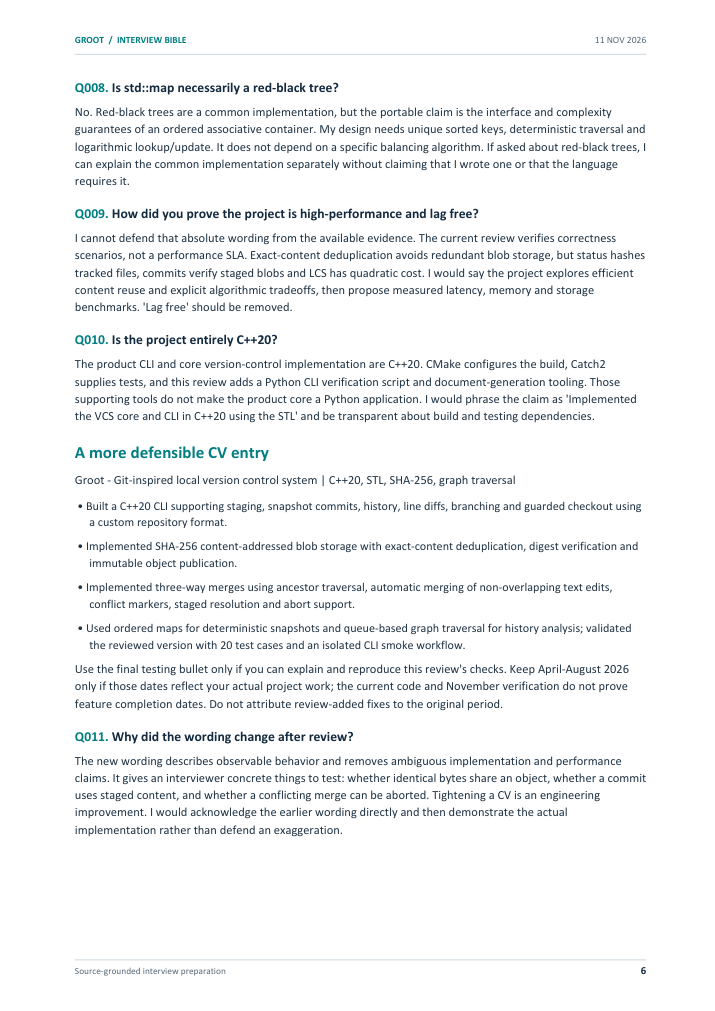 GROOT / INTERVIEW BIBLE
11 NOV 2026
Q008. Is std::map necessarily a red-black tree?
No. Red-black trees are a common implementation, but the portable claim is the interface and complexity
guarantees of an ordered associative container. My design needs unique sorted keys, deterministic traversal and
logarithmic lookup/update. It does not depend on a specific balancing algorithm. If asked about red-black trees, I
can explain the common implementation separately without claiming that I wrote one or that the language
requires it.
Q009. How did you prove the project is high-performance and lag free?
I cannot defend that absolute wording from the available evidence. The current review verifies correctness
scenarios, not a performance SLA. Exact-content deduplication avoids redundant blob storage, but status hashes
tracked files, commits verify staged blobs and LCS has quadratic cost. I would say the project explores efficient
content reuse and explicit algorithmic tradeoffs, then propose measured latency, memory and storage
benchmarks. 'Lag free' should be removed.
Q010. Is the project entirely C++20?
The product CLI and core version-control implementation are C++20. CMake configures the build, Catch2
supplies tests, and this review adds a Python CLI verification script and document-generation tooling. Those
supporting tools do not make the product core a Python application. I would phrase the claim as 'Implemented
the VCS core and CLI in C++20 using the STL' and be transparent about build and testing dependencies.
A more defensible CV entry
Groot - Git-inspired local version control system | C++20, STL, SHA-256, graph traversal
• Built a C++20 CLI supporting staging, snapshot commits, history, line diffs, branching and guarded checkout using
a custom repository format.
• Implemented SHA-256 content-addressed blob storage with exact-content deduplication, digest verification and
immutable object publication.
• Implemented three-way merges using ancestor traversal, automatic merging of non-overlapping text edits,
conflict markers, staged resolution and abort support.
• Used ordered maps for deterministic snapshots and queue-based graph traversal for history analysis; validated
the reviewed version with 20 test cases and an isolated CLI smoke workflow.
Use the final testing bullet only if you can explain and reproduce this review's checks. Keep April-August 2026
only if those dates reflect your actual project work; the current code and November verification do not prove
feature completion dates. Do not attribute review-added fixes to the original period.
Q011. Why did the wording change after review?
The new wording describes observable behavior and removes ambiguous implementation and performance
claims. It gives an interviewer concrete things to test: whether identical bytes share an object, whether a commit
uses staged content, and whether a conflicting merge can be aborted. Tightening a CV is an engineering
improvement. I would acknowledge the earlier wording directly and then demonstrate the actual
implementation rather than defend an exaggeration.
Source-grounded interview preparation
6